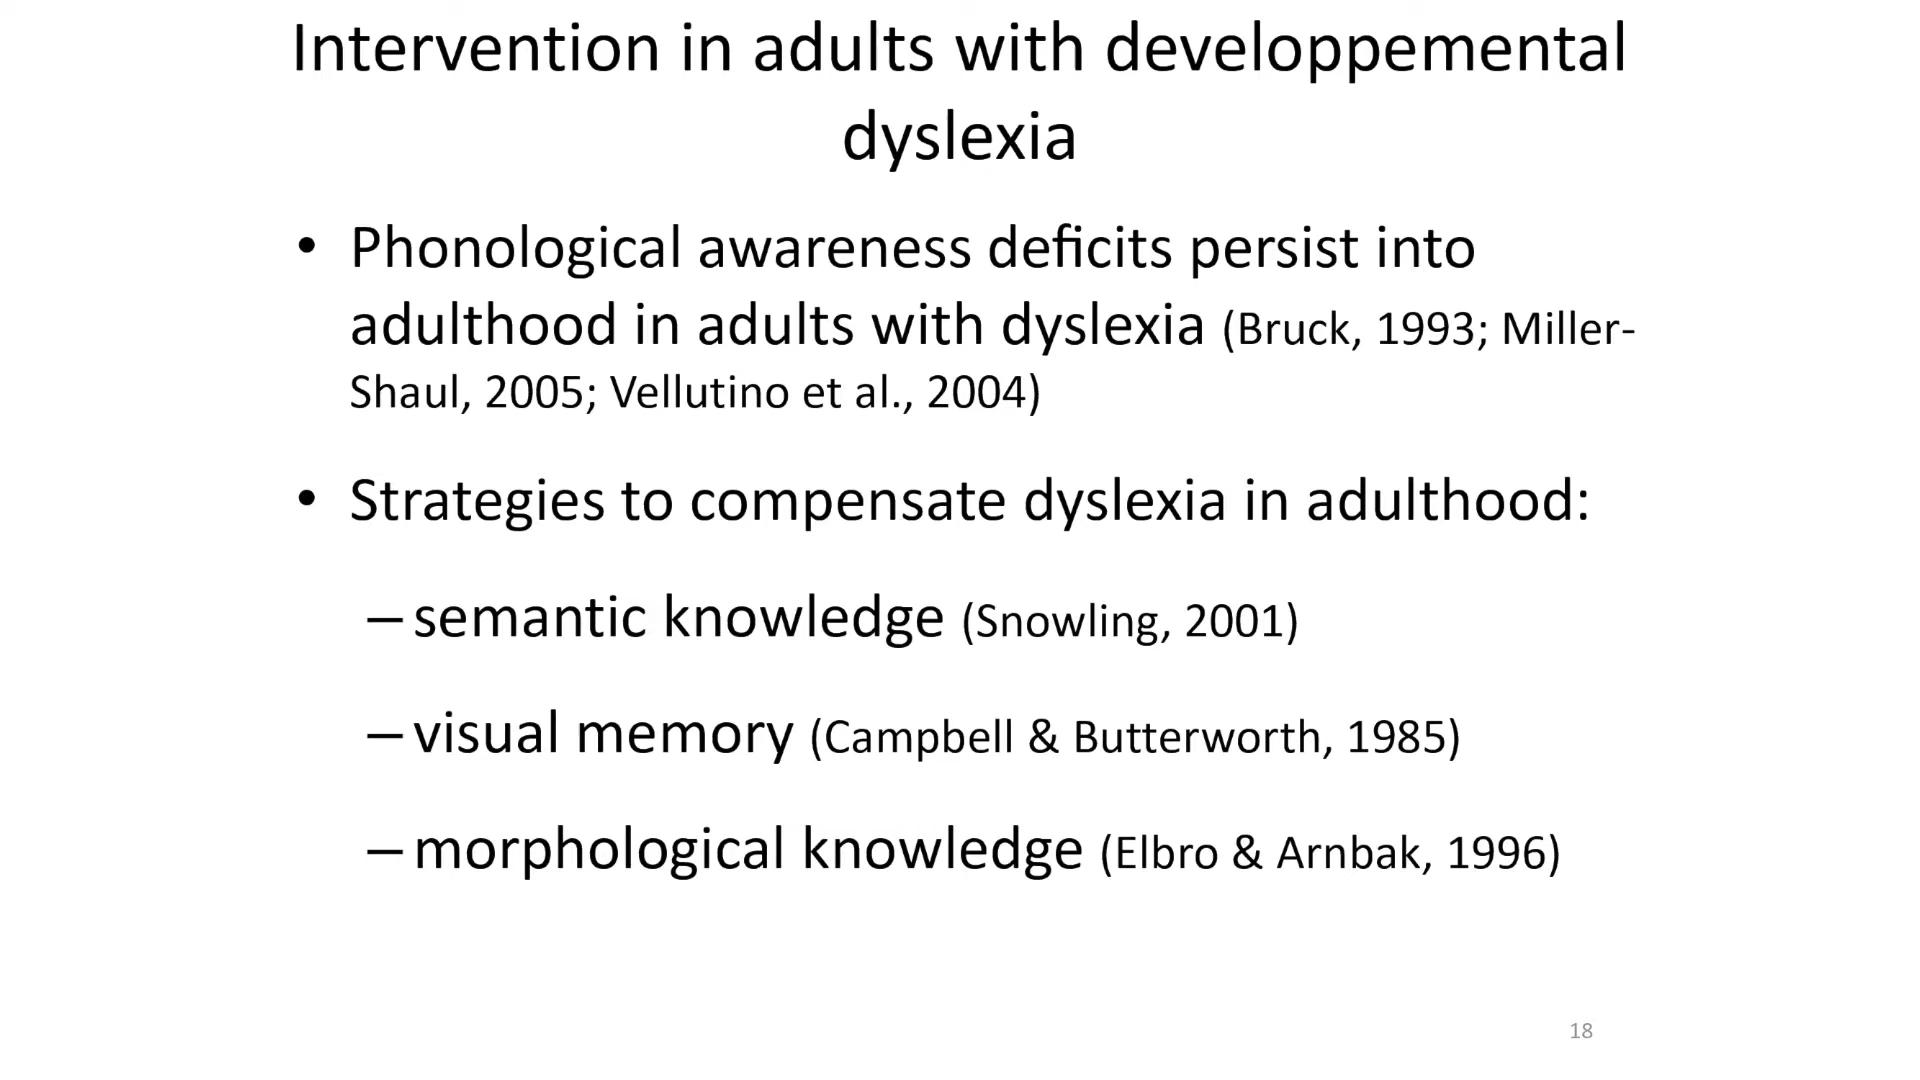 Intervention in adults with developpemental
dyslexia
• Phonological awareness deficits persist into
adulthood in adults with dyslexia (Bruck, 1993; Miller-
Shaul, 2005; Vellutino et al., 2004)
• Strategies to compensate dyslexia in adulthood:
– semantic knowledge (Snowling, 2001)
– visual memory (Campbell & Butterworth, 1985)
– morphological knowledge (Elbro & Arnbak, 1996)
18